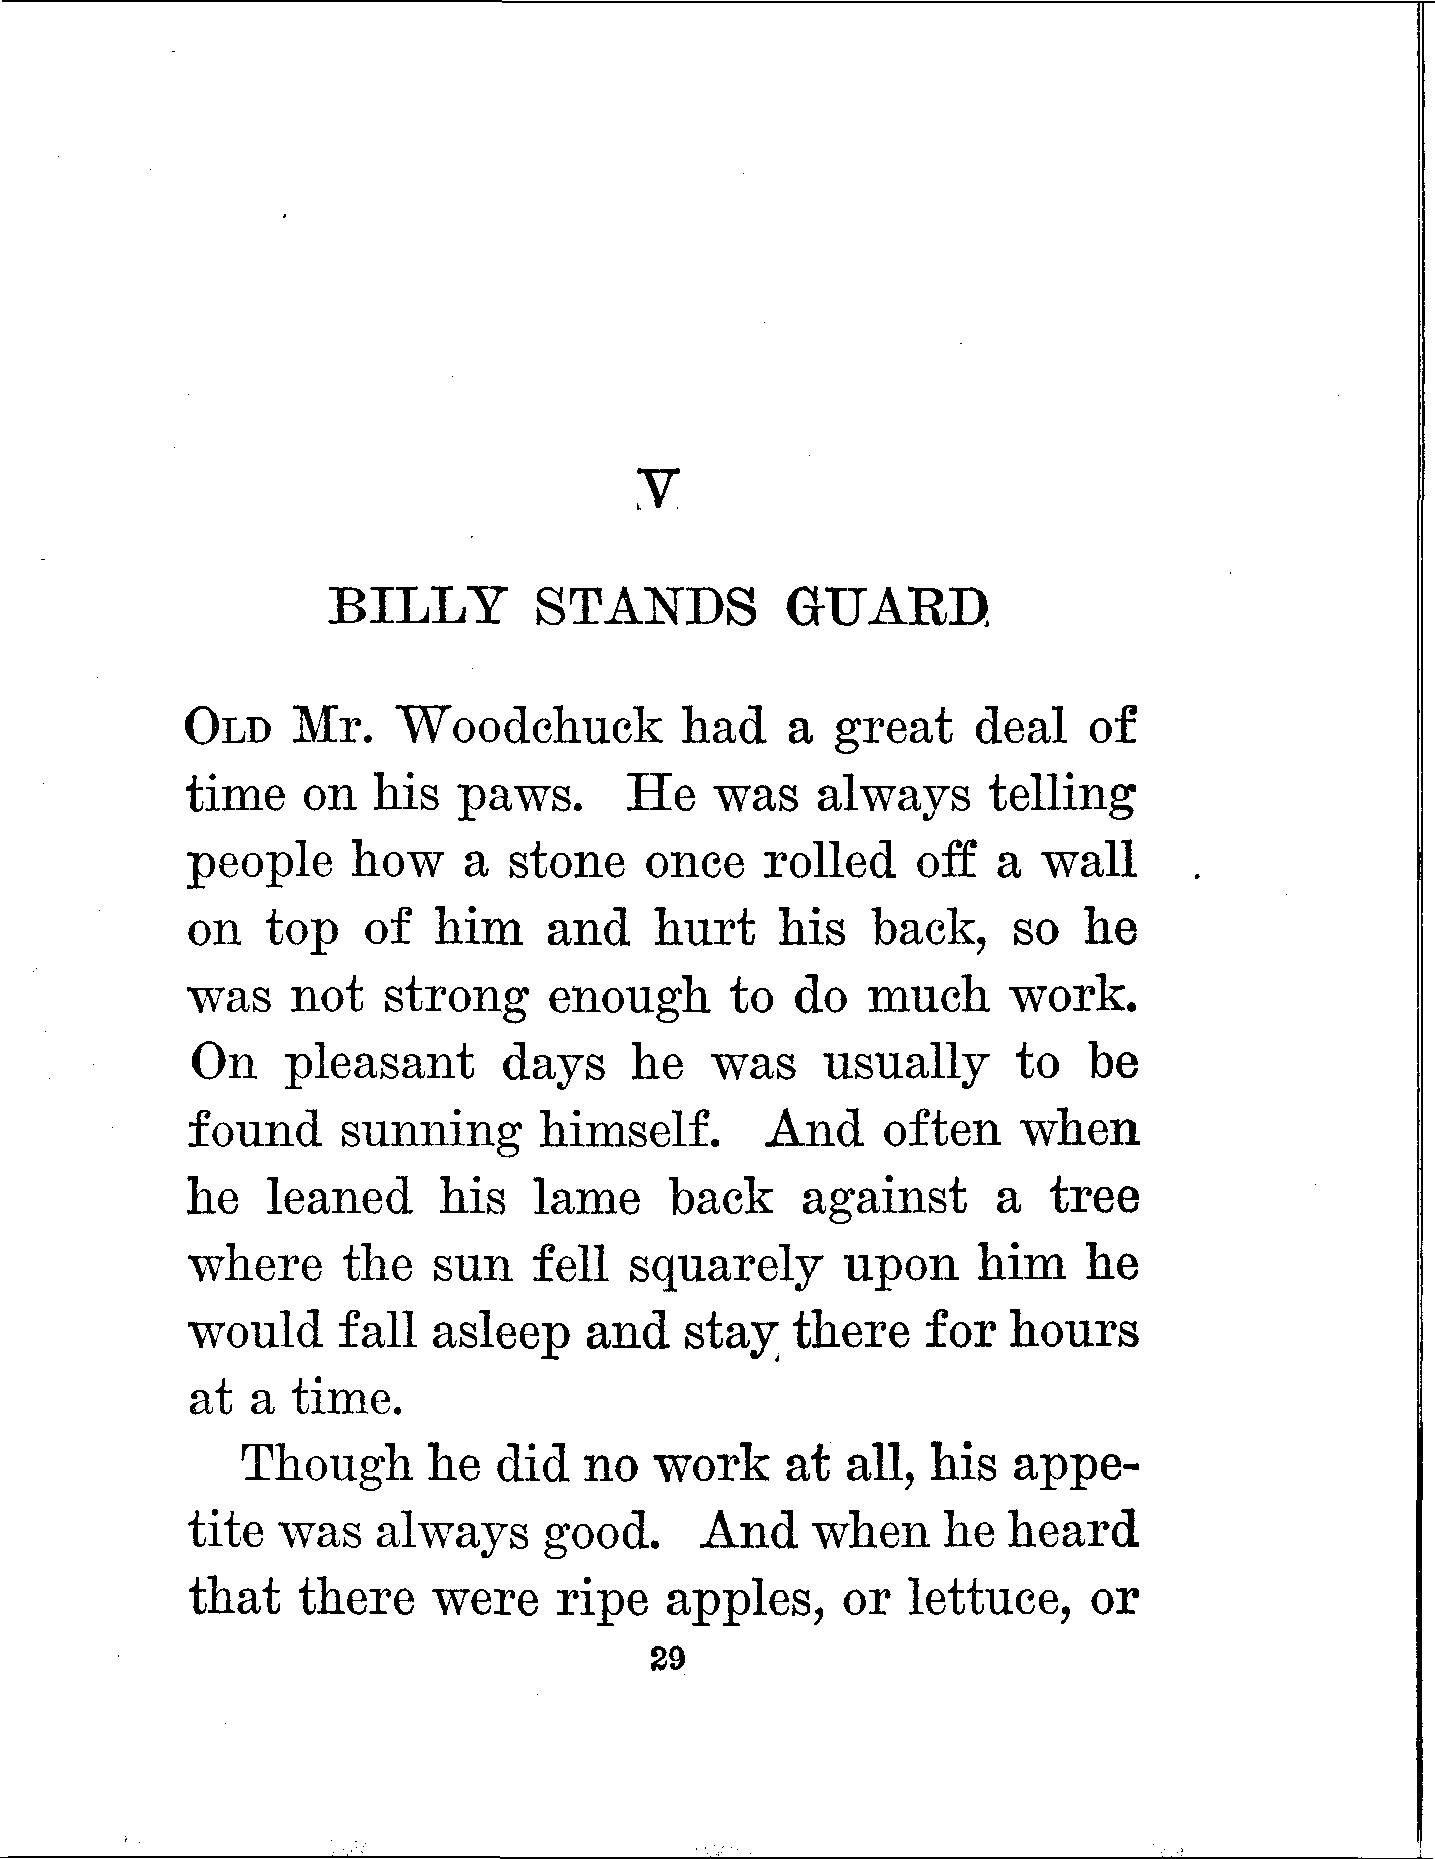 V
BILLY STANDS GUARD
OLD Mr. Woodchuck had a great deal of
time on his paws. He was always telling
people how a stone once rolled off a wall
on top of him and hurt his back, so he
was not strong enough to do much work.
On pleasant days he was usually to be
found sunning himself. And often when
he leaned his lame back against a tree
where the sun fell squarely upon him he
would fall asleep and stay there for hours
at a time.
Though he did no work at all, his appe-
tite was always good. And when he heard
that there were ripe apples, or lettuce, or
29